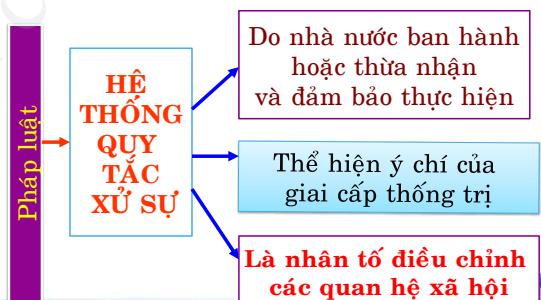 Pháp luật
HỆ
THỐNG
QUY
TẮC
XỬ SỰ
Do nhà nước ban hành
hoặc thừa nhận
và đảm bảo thực hiện
Thể hiện ý chí của
giai cấp thống trị
Là nhân tố điều chỉnh
các quan hệ xã hội